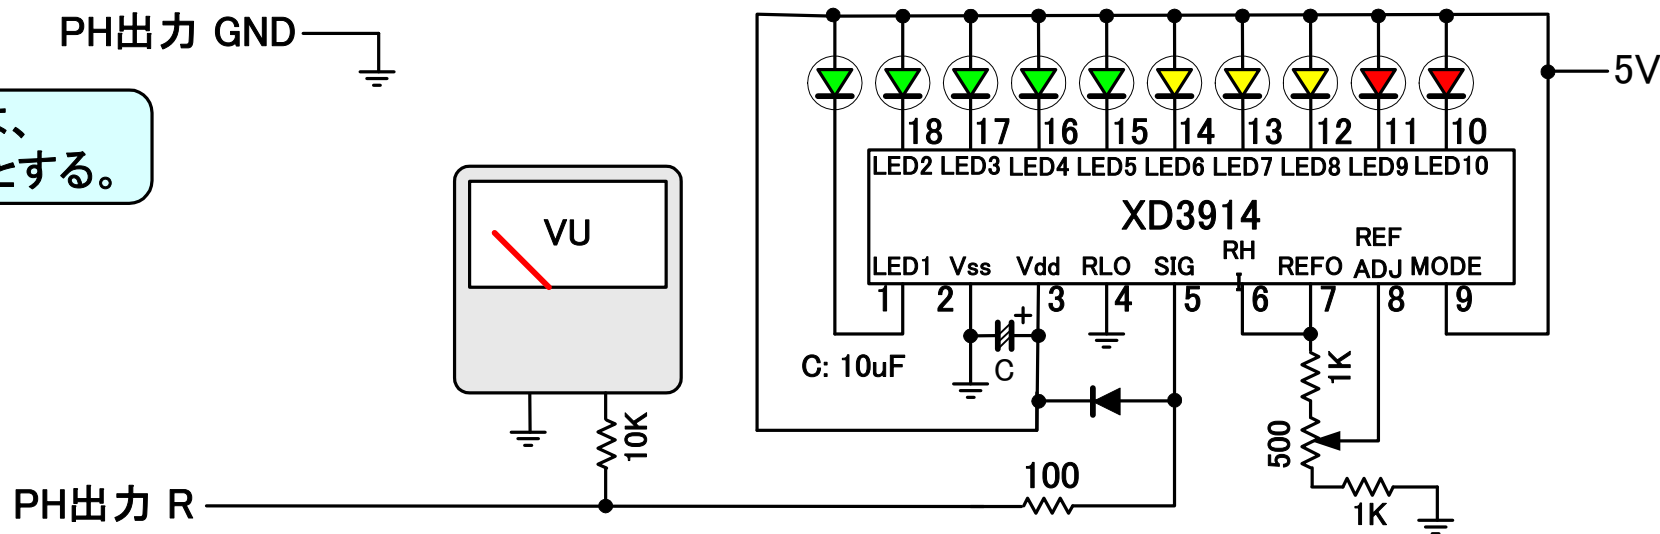 PH出力 GND
5V
とする。
18 17 16 15 14 13 12 11 10
LED2 LED3 LED4 LED5 LED6 LED7 LED8 LED9 LED10
XD3914
VU
REF
RH
LED1 Vss Vdd RLO SIG REFO ADJ MODE
1 2 3 4 5 6 7 8 9
+
C: 10uF
C
1K
10K
500
100
PH出力 R
1K